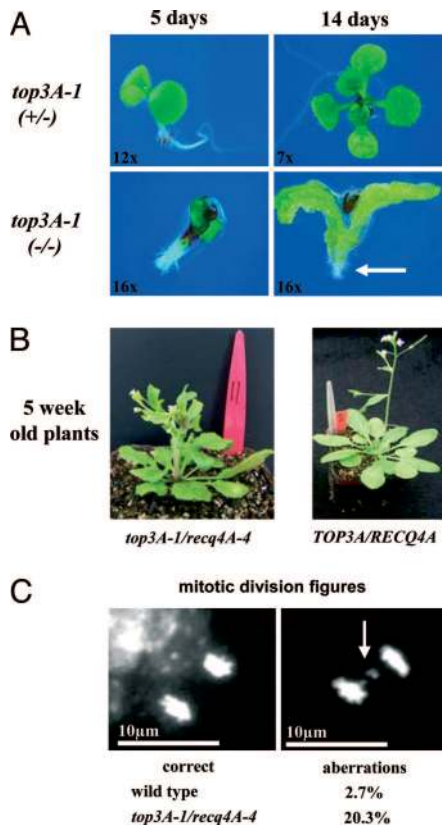 A
5 days
14 days
top3A-1
(+/-)
12x
7x
top3A-1
(-/-)
16x
16x
B
5 week
old plants
top3A-1/recq4A-4
TOP3A/RECQ4A
C
mitotic division figures
10µm
10µm
correct
aberrations
wild type
2.7%
top3A-1/recq4A-4
20.3%